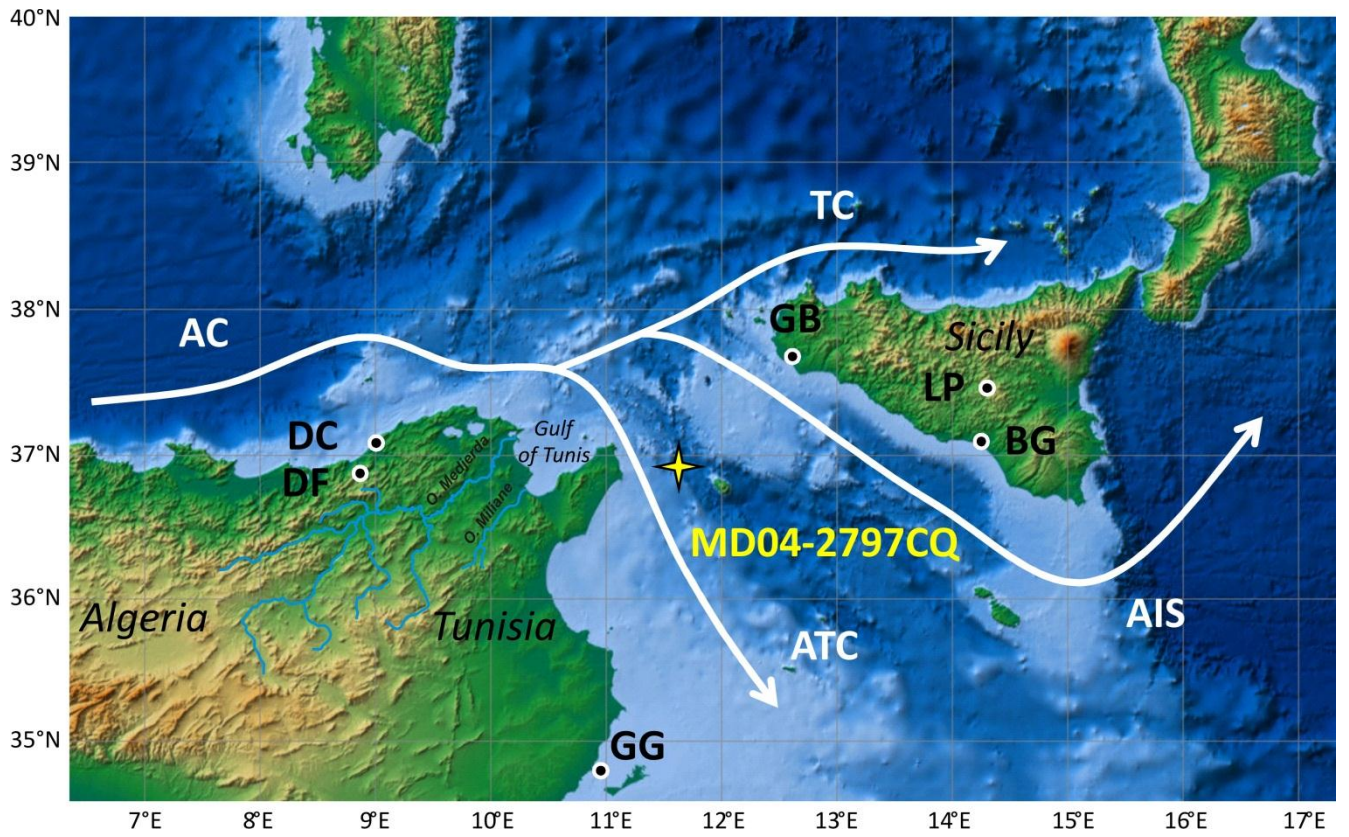 40°N
39°N
38°N
37°N
36°N
35°N
TC
AC
GB
Sicily
LP
DC
Gulf
of Tunis
BG
DF
O. Medjerda
O. Miliane
MD04-2797CQ
Algeria
Tunisia
AIS
ATC
GG
7°E
8°E
9°E
10°E
11°E
12°E
13°E
14°E
15°E
16°E
17°E